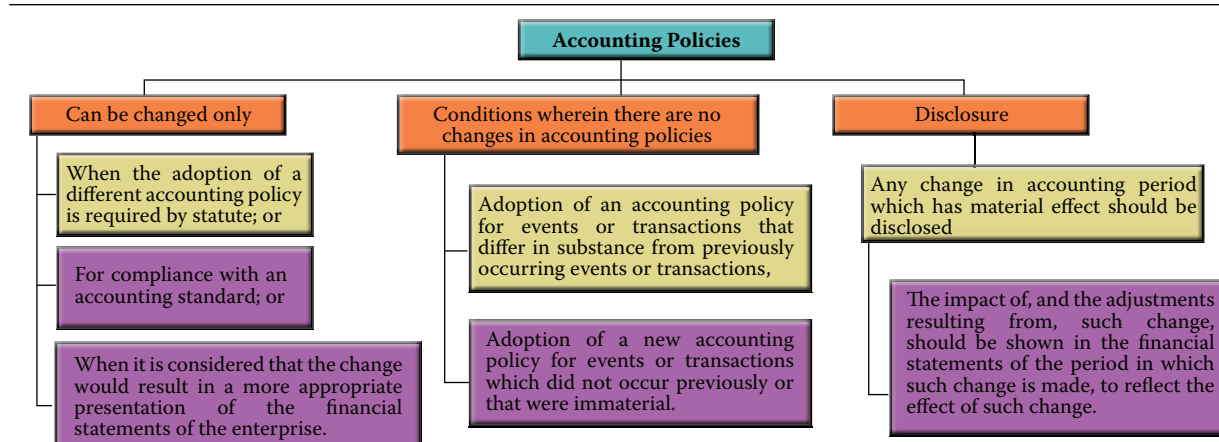 Accounting Policies
Can be changed only
When the adoption of a
different accounting policy
is required by statute; or
For compliance with an
accounting standard; or
When it is considered that the change
would result in a more appropriate
presentation of the financial
statements of the enterprise.
Conditions wherein there are no
changes in accounting policies
Adoption of an accounting policy
for events or transactions that
differ in substance from previously
occurring events or transactions,
Adoption of a new accounting
policy for events or transactions
which did not occur previously or
that were immaterial.
Disclosure
Any change in accounting period
which has material effect should be
disclosed
The impact of, and the adjustments
resulting from, such change,
should be shown in the financial
statements of the period in which
such change is made, to reflect the
effect of such change.